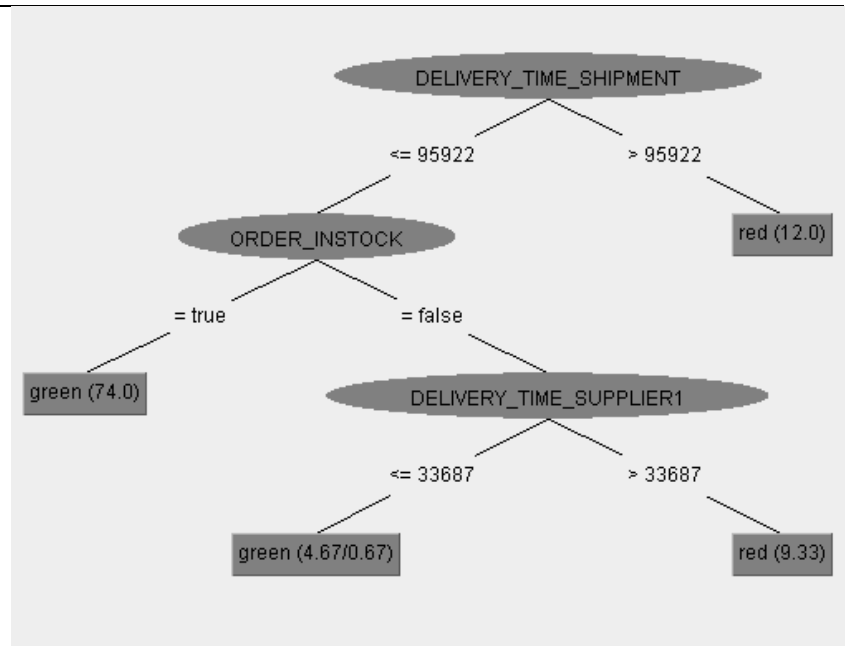 DELIVERY_TIME_SHIPMENT
<= 95922
> 95922
ORDER_INSTOCK
red (12.0)
= true
= false
green (74.0)
DELIVERY_TIME_SUPPLIER1
<= 33687
> 33687
green (4.67/0.67)
red (9.33)